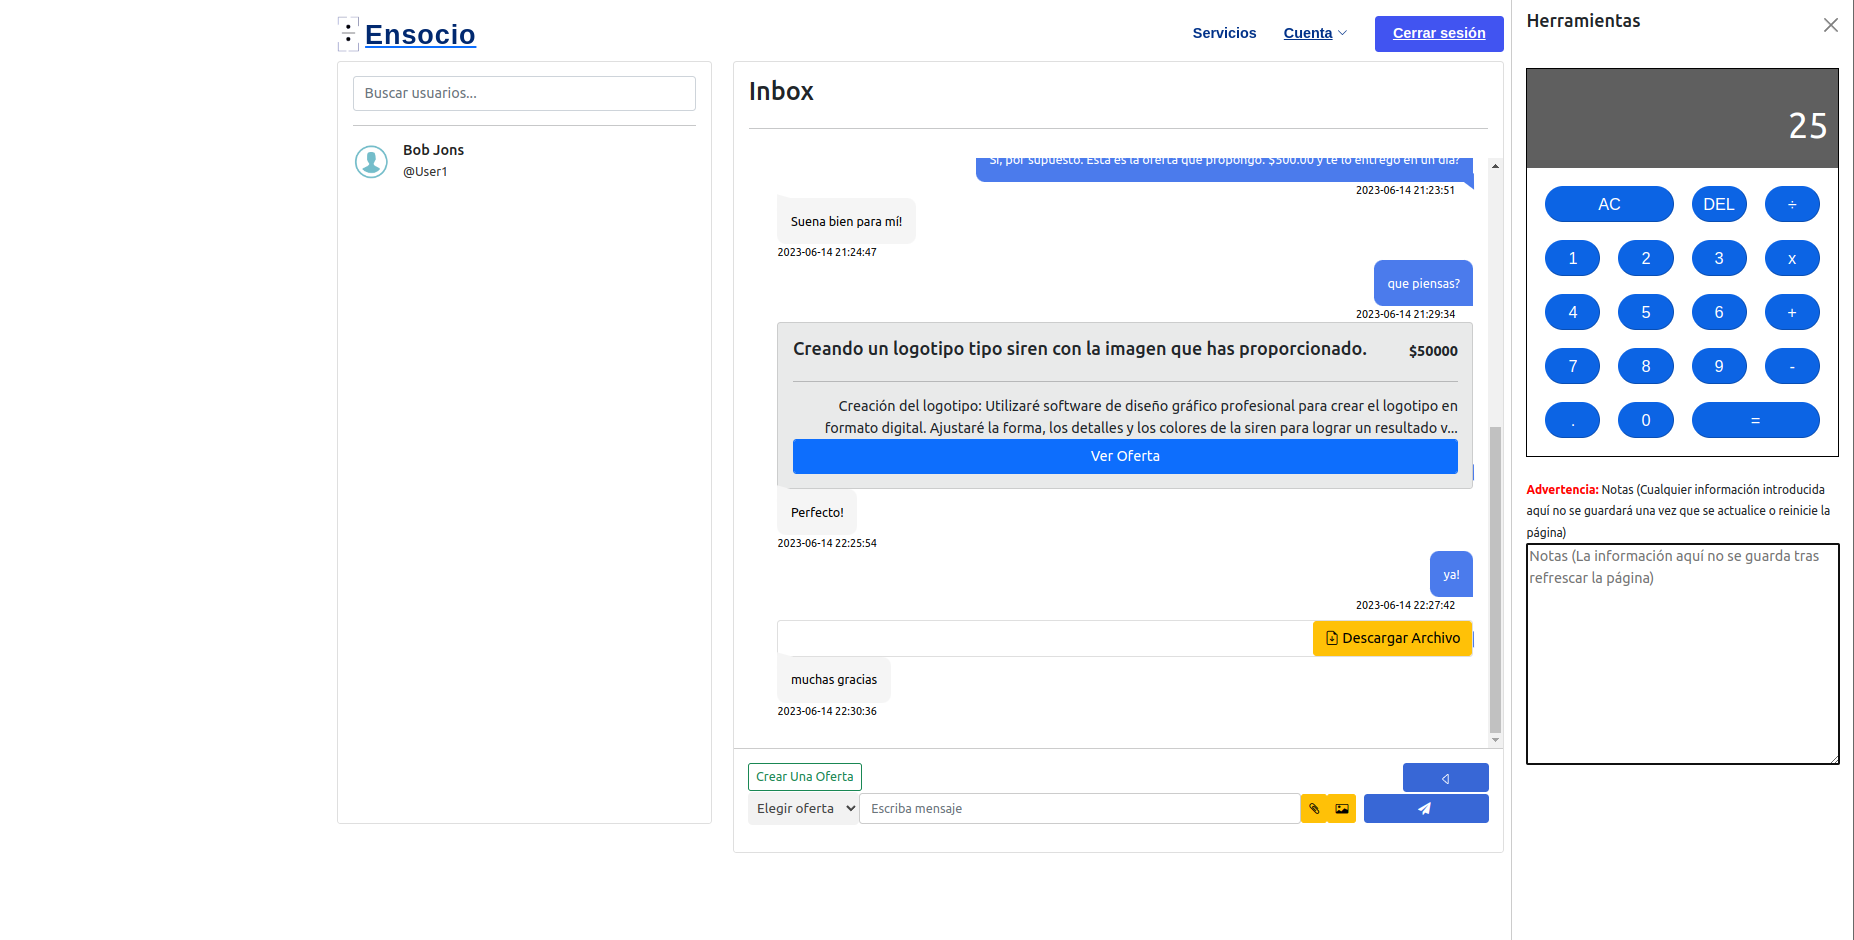 Ensocio
Servicios
Cuenta
Cerrar sesión
Buscar usuarios...
Bob Jons
@User1
Inbox
Sí, por supuesto. Esta es la oferta que propongo. $500.00 y te lo entrego en un día?
2023-06-14 21:23:51
Suena bien para mí!
2023-06-14 21:24:47
que piensas?
2023-06-14 21:29:34
Creando un logotipo tipo siren con la imagen que has proporcionado.
$50000
Creación del logotipo: Utilizaré software de diseño gráfico profesional para crear el logotipo en
formato digital. Ajustaré la forma, los detalles y los colores de la siren para lograr un resultado v...
Ver Oferta
Perfecto!
2023-06-14 22:25:54
ya!
2023-06-14 22:27:42
Descargar Archivo
muchas gracias
2023-06-14 22:30:36
Crear Una Oferta
Elegir oferta
Escriba mensaje
Herramientas
25
AC DEL ÷
1 2 3 x
4 5 6 +
7 8 9 -
. 0 =
Advertencia: Notas (Cualquier información introducida
aquí no se guardará una vez que se actualice o reinicie la
página)
Notas (La información aquí no se guarda tras
refrescar la página)